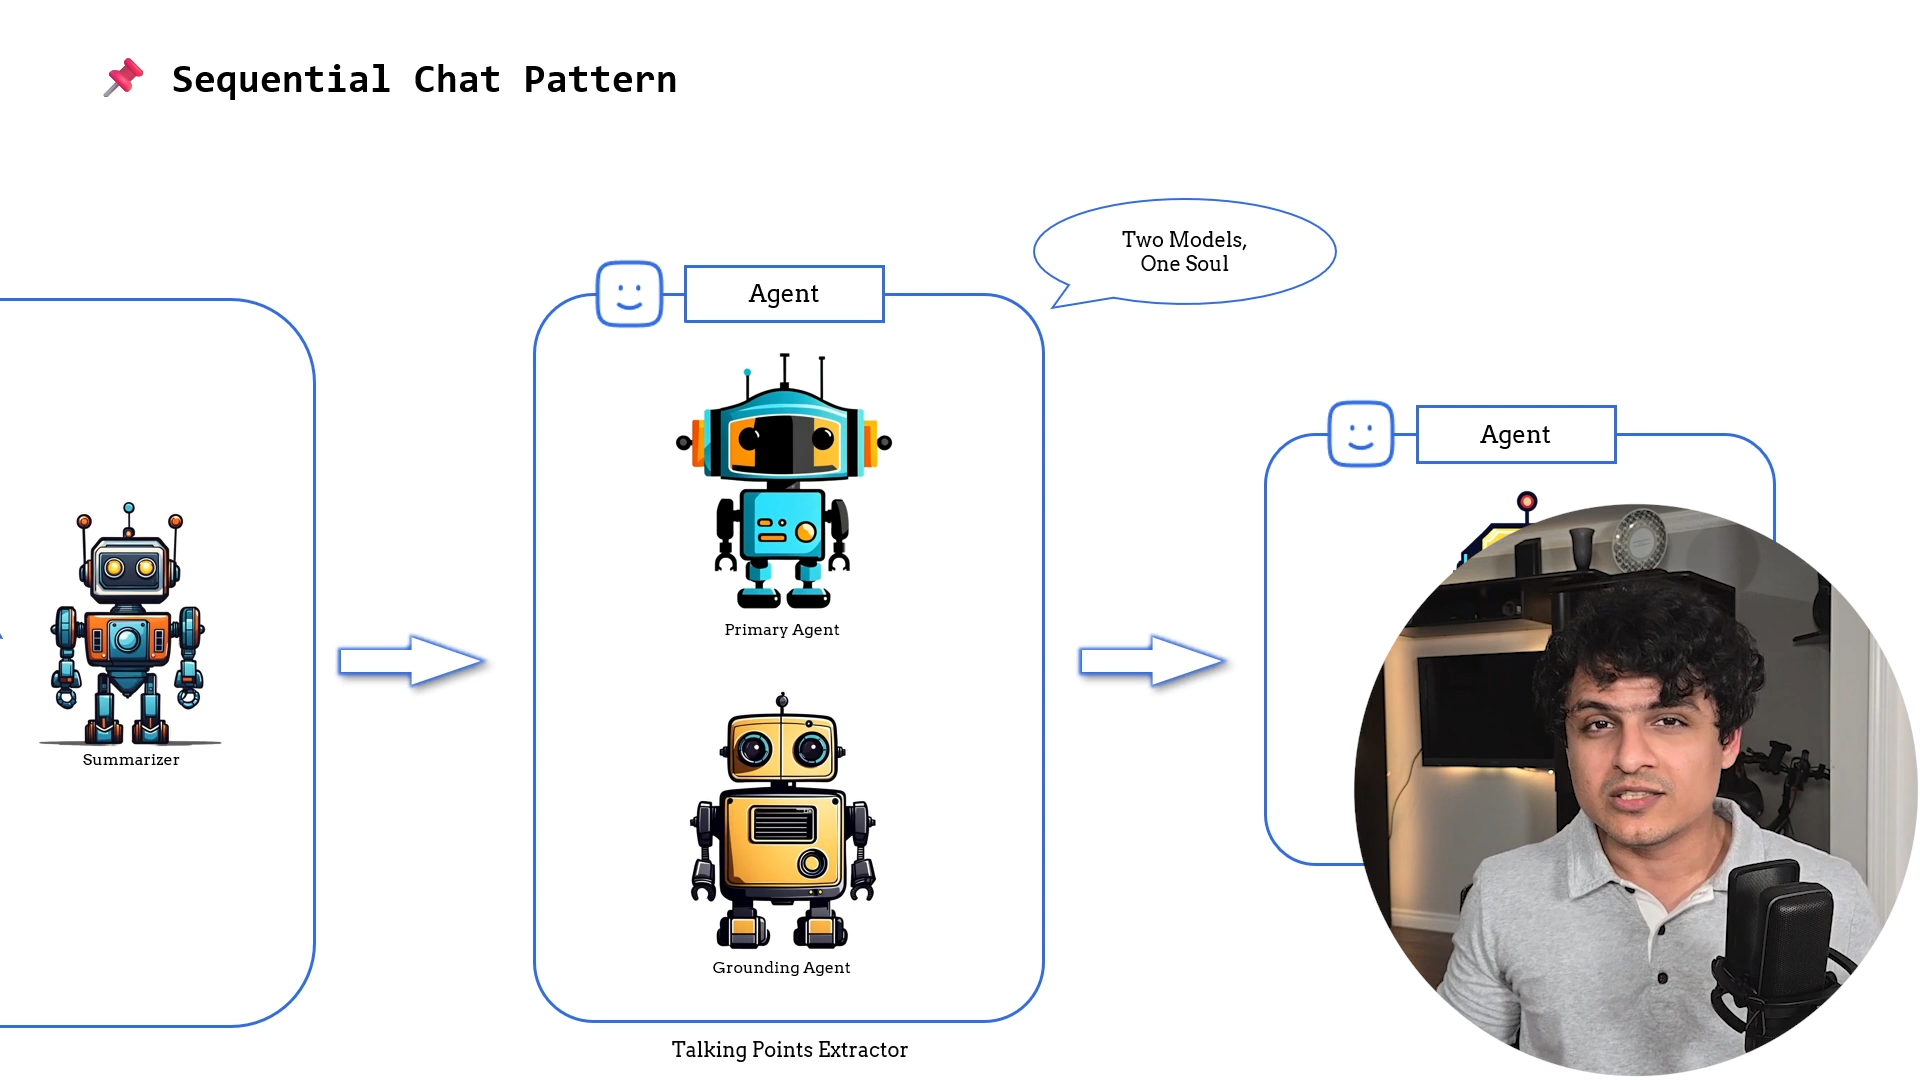 Sequential Chat Pattern
Two Models,
One Soul
Agent
Agent
Primary Agent
Summarizer
Grounding Agent
Talking Points Extractor